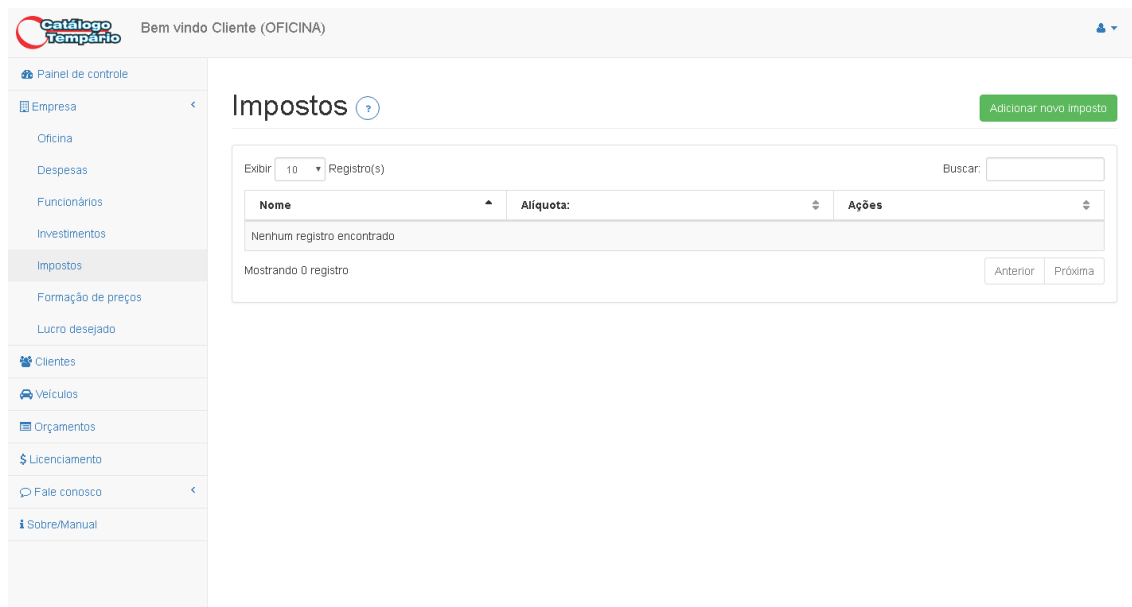 Catálogo
Tempário
Bem vindo Cliente (OFICINA)
Painel de controle
Empresa
Oficina
Despesas
Funcionários
Investimentos
Impostos
Formação de preços
Lucro desejado
Clientes
Veículos
Orçamentos
$ Licenciamento
Fale conosco
Sobre/Manual
Impostos ?
Adicionar novo imposto
Exibir 10 Registro(s)
Buscar:
Nome Alíquota: Ações
Nenhum registro encontrado
Mostrando 0 registro
Anterior Próxima